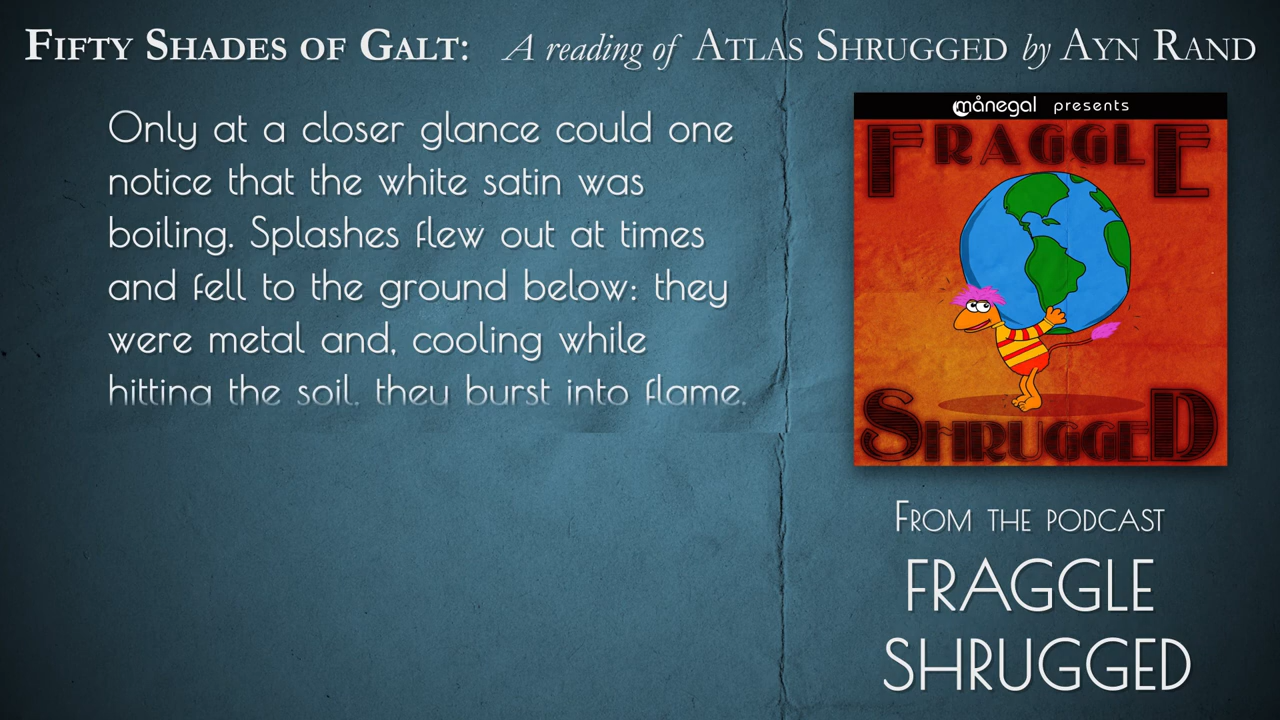 FIFTY SHADES OF GALT: A reading of ATLAS SHRUGGED by AYN RAND
Only at a closer glance could one
notice that the white satin was
boiling. Splashes flew out at times
and fell to the ground below: they
were metal and, cooling while
hitting the soil, they burst into flame.
månegal presents
FRAGGLE
SHRUGGED
FROM THE PODCAST
FRAGGLE
SHRUGGED